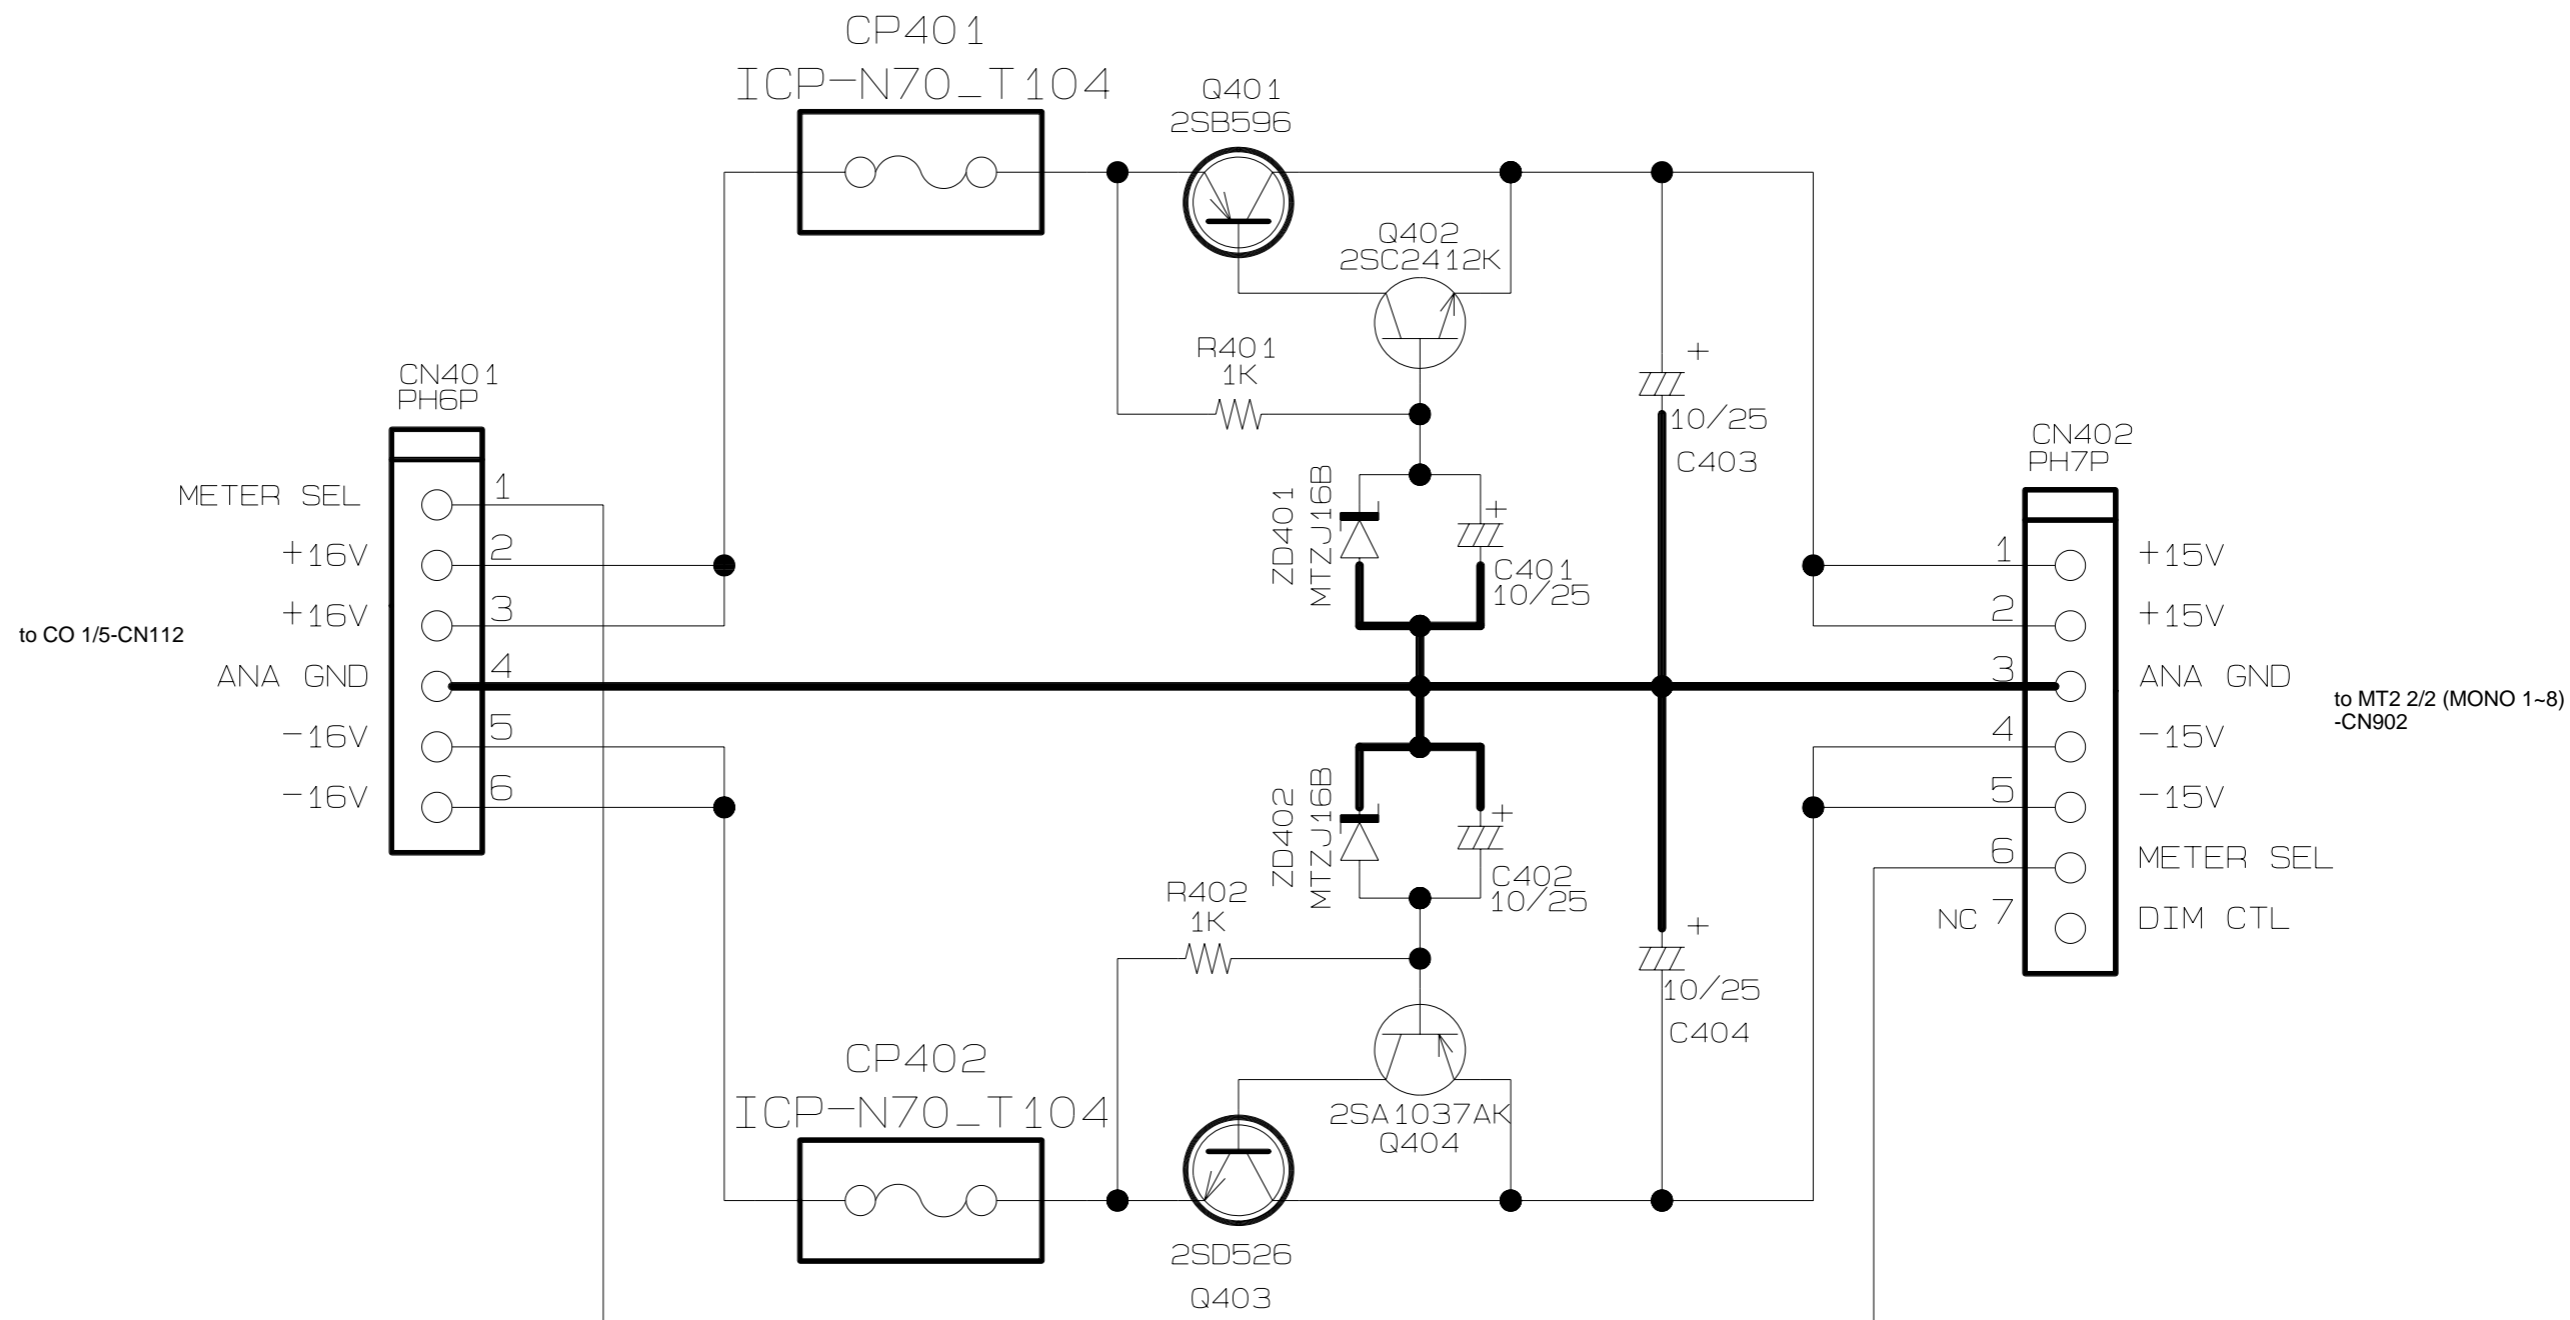 CP401
ICP-N70_T104
Q401
2SB596
Q402
2SC2412K
R401
1K
CN401
PH6P
METER SEL 1
+16V 2
+16V 3
ANA GND 4
-16V 5
-16V 6
to CO 1/5-CN112
ZD401
MTZJ16B
C401
10/25
+
+
10/25
C403
CN402
PH7P
1 +15V
2 +15V
3 ANA GND
4 -15V
5 -15V
6 METER SEL
NC 7 DIM CTL
to MT2 2/2 (MONO 1~8)
-CN902
ZD402
MTZJ16B
+
C402
10/25
R402
1K
+
10/25
C404
CP402
ICP-N70_T104
2SA1037AK
Q404
2SD526
Q403